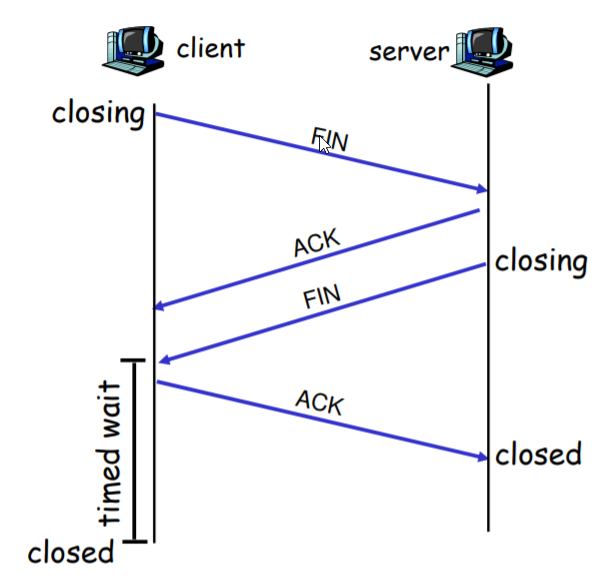 client
server
closing
FIN
ACK
closing
FIN
timed wait
ACK
closed
closed